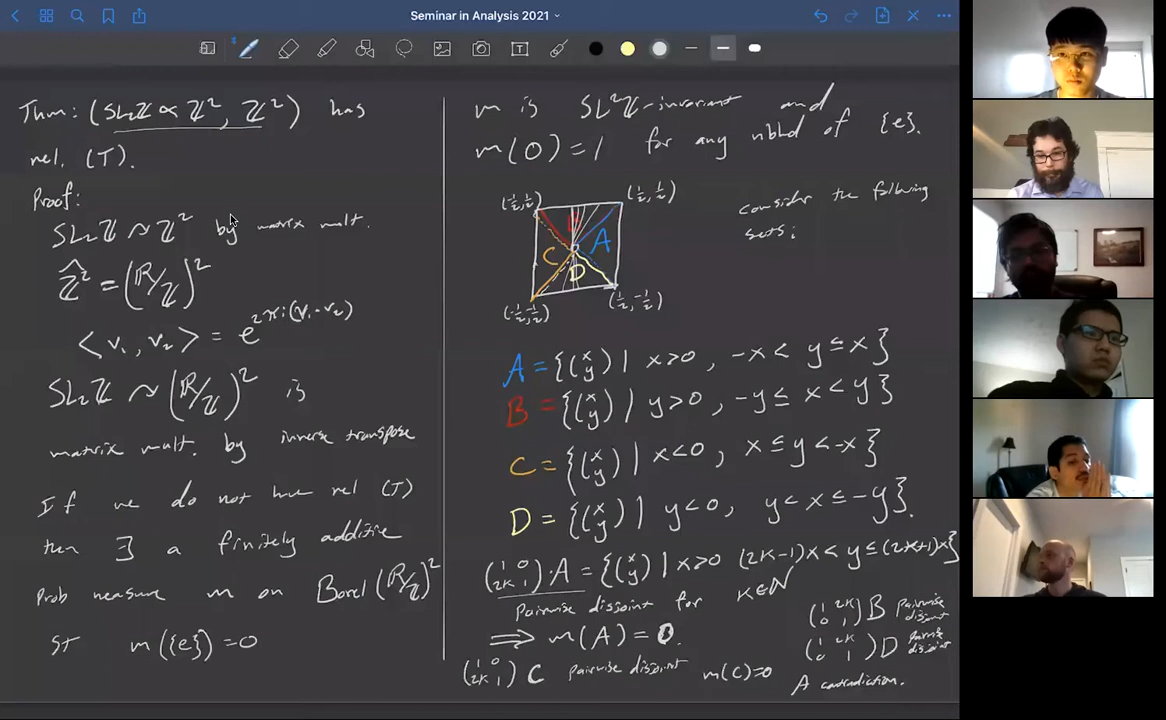 Seminar in Analysis 2021
Thm: (SL₂ℤ ∝ ℤ², ℤ²) has
rel. (T).
Proof:
SL₂ℤ ↷ ℤ² by matrix mult.
ℤ̂² = (ℝ/ℤ)²
<v₁, v₂> = e^{2πi(v₁·v₂)}
SL₂ℤ ↷ (ℝ/ℤ)² is
matrix mult. by inverse transpose
If we do not have rel (T)
then ∃ a finitely additive
Prob measure m on Borel(ℝ/ℤ)²
st m({e}) = 0
m is SL²ℤ-invariant and
m(O) = 1 for any nbhd of {e}.
(-½,½) (½,½)
consider the following
sets:
B
C A
D
(-½,-½) (½,-½)
A = {(x y) | x>0, -x < y ≤ x}
B = {(x y) | y>0, -y ≤ x < y}
C = {(x y) | x<0, x ≤ y < -x}
D = {(x y) | y<0, y < x ≤ -y}.
(1 0 2K 1)·A = {(x y) | x>0 (2K-1)x < y ≤ (2K+1)x}
Pairwise disjoint for K∈ℕ
⟹ m(A) = 0.
(1 0 2K 1) C Pairwise disjoint m(C)=0
(1 2K 0 1) B Pairwise disjoint
(1 2K 0 1) D Pairwise disjoint
A contradiction.